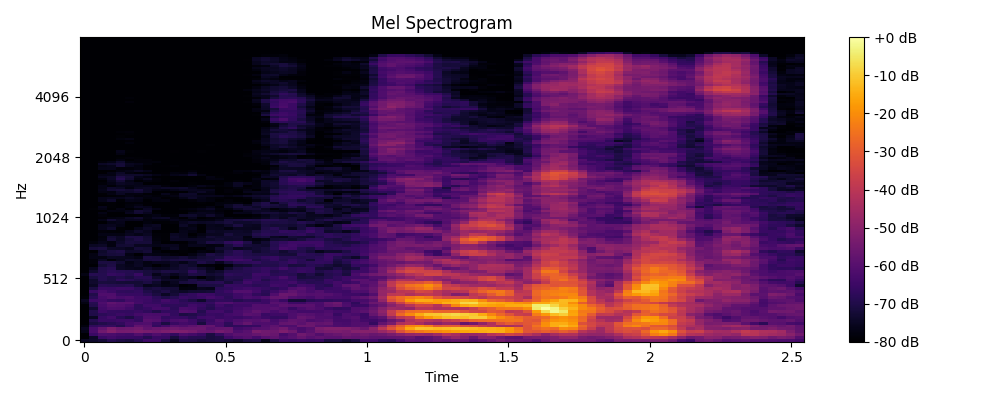 Mel Spectrogram
Hz
4096
2048
1024
512
0
0
0.5
1
1.5
2
2.5
Time
+0 dB
-10 dB
-20 dB
-30 dB
-40 dB
-50 dB
-60 dB
-70 dB
-80 dB